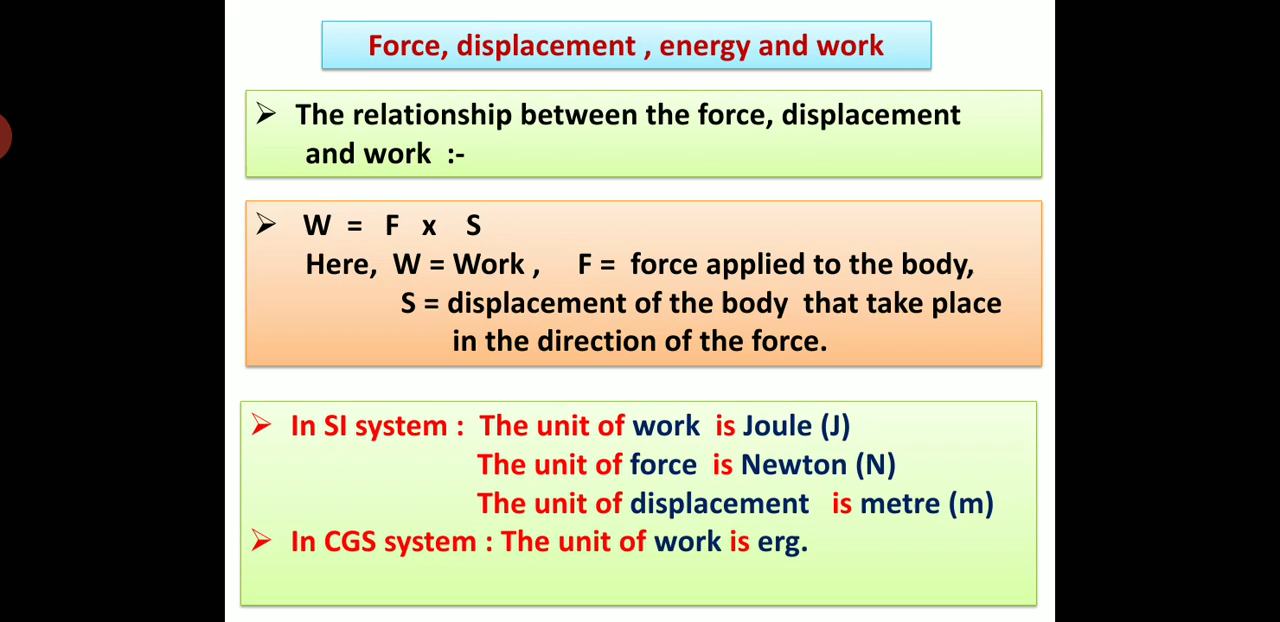 Force, displacement , energy and work
➢ The relationship between the force, displacement
and work :-
➢ W = F x S
Here, W = Work , F = force applied to the body,
S = displacement of the body that take place
in the direction of the force.
➢ In SI system : The unit of work is Joule (J)
The unit of force is Newton (N)
The unit of displacement is metre (m)
➢ In CGS system : The unit of work is erg.